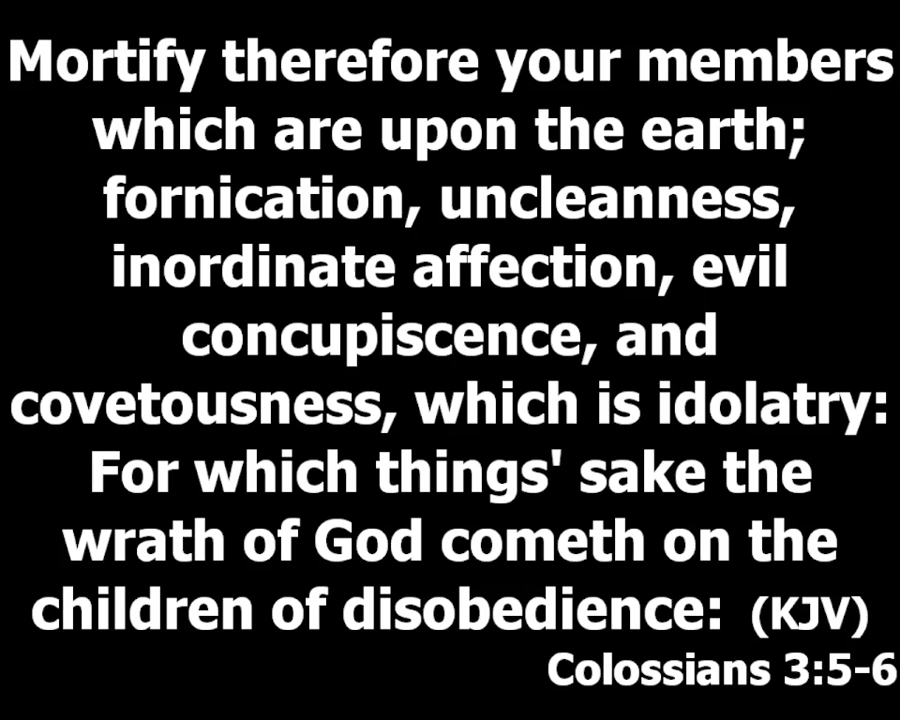 Mortify therefore your members
which are upon the earth;
fornication, uncleanness,
inordinate affection, evil
concupiscence, and
covetousness, which is idolatry:
For which things' sake the
wrath of God cometh on the
children of disobedience: (KJV)
Colossians 3:5-6